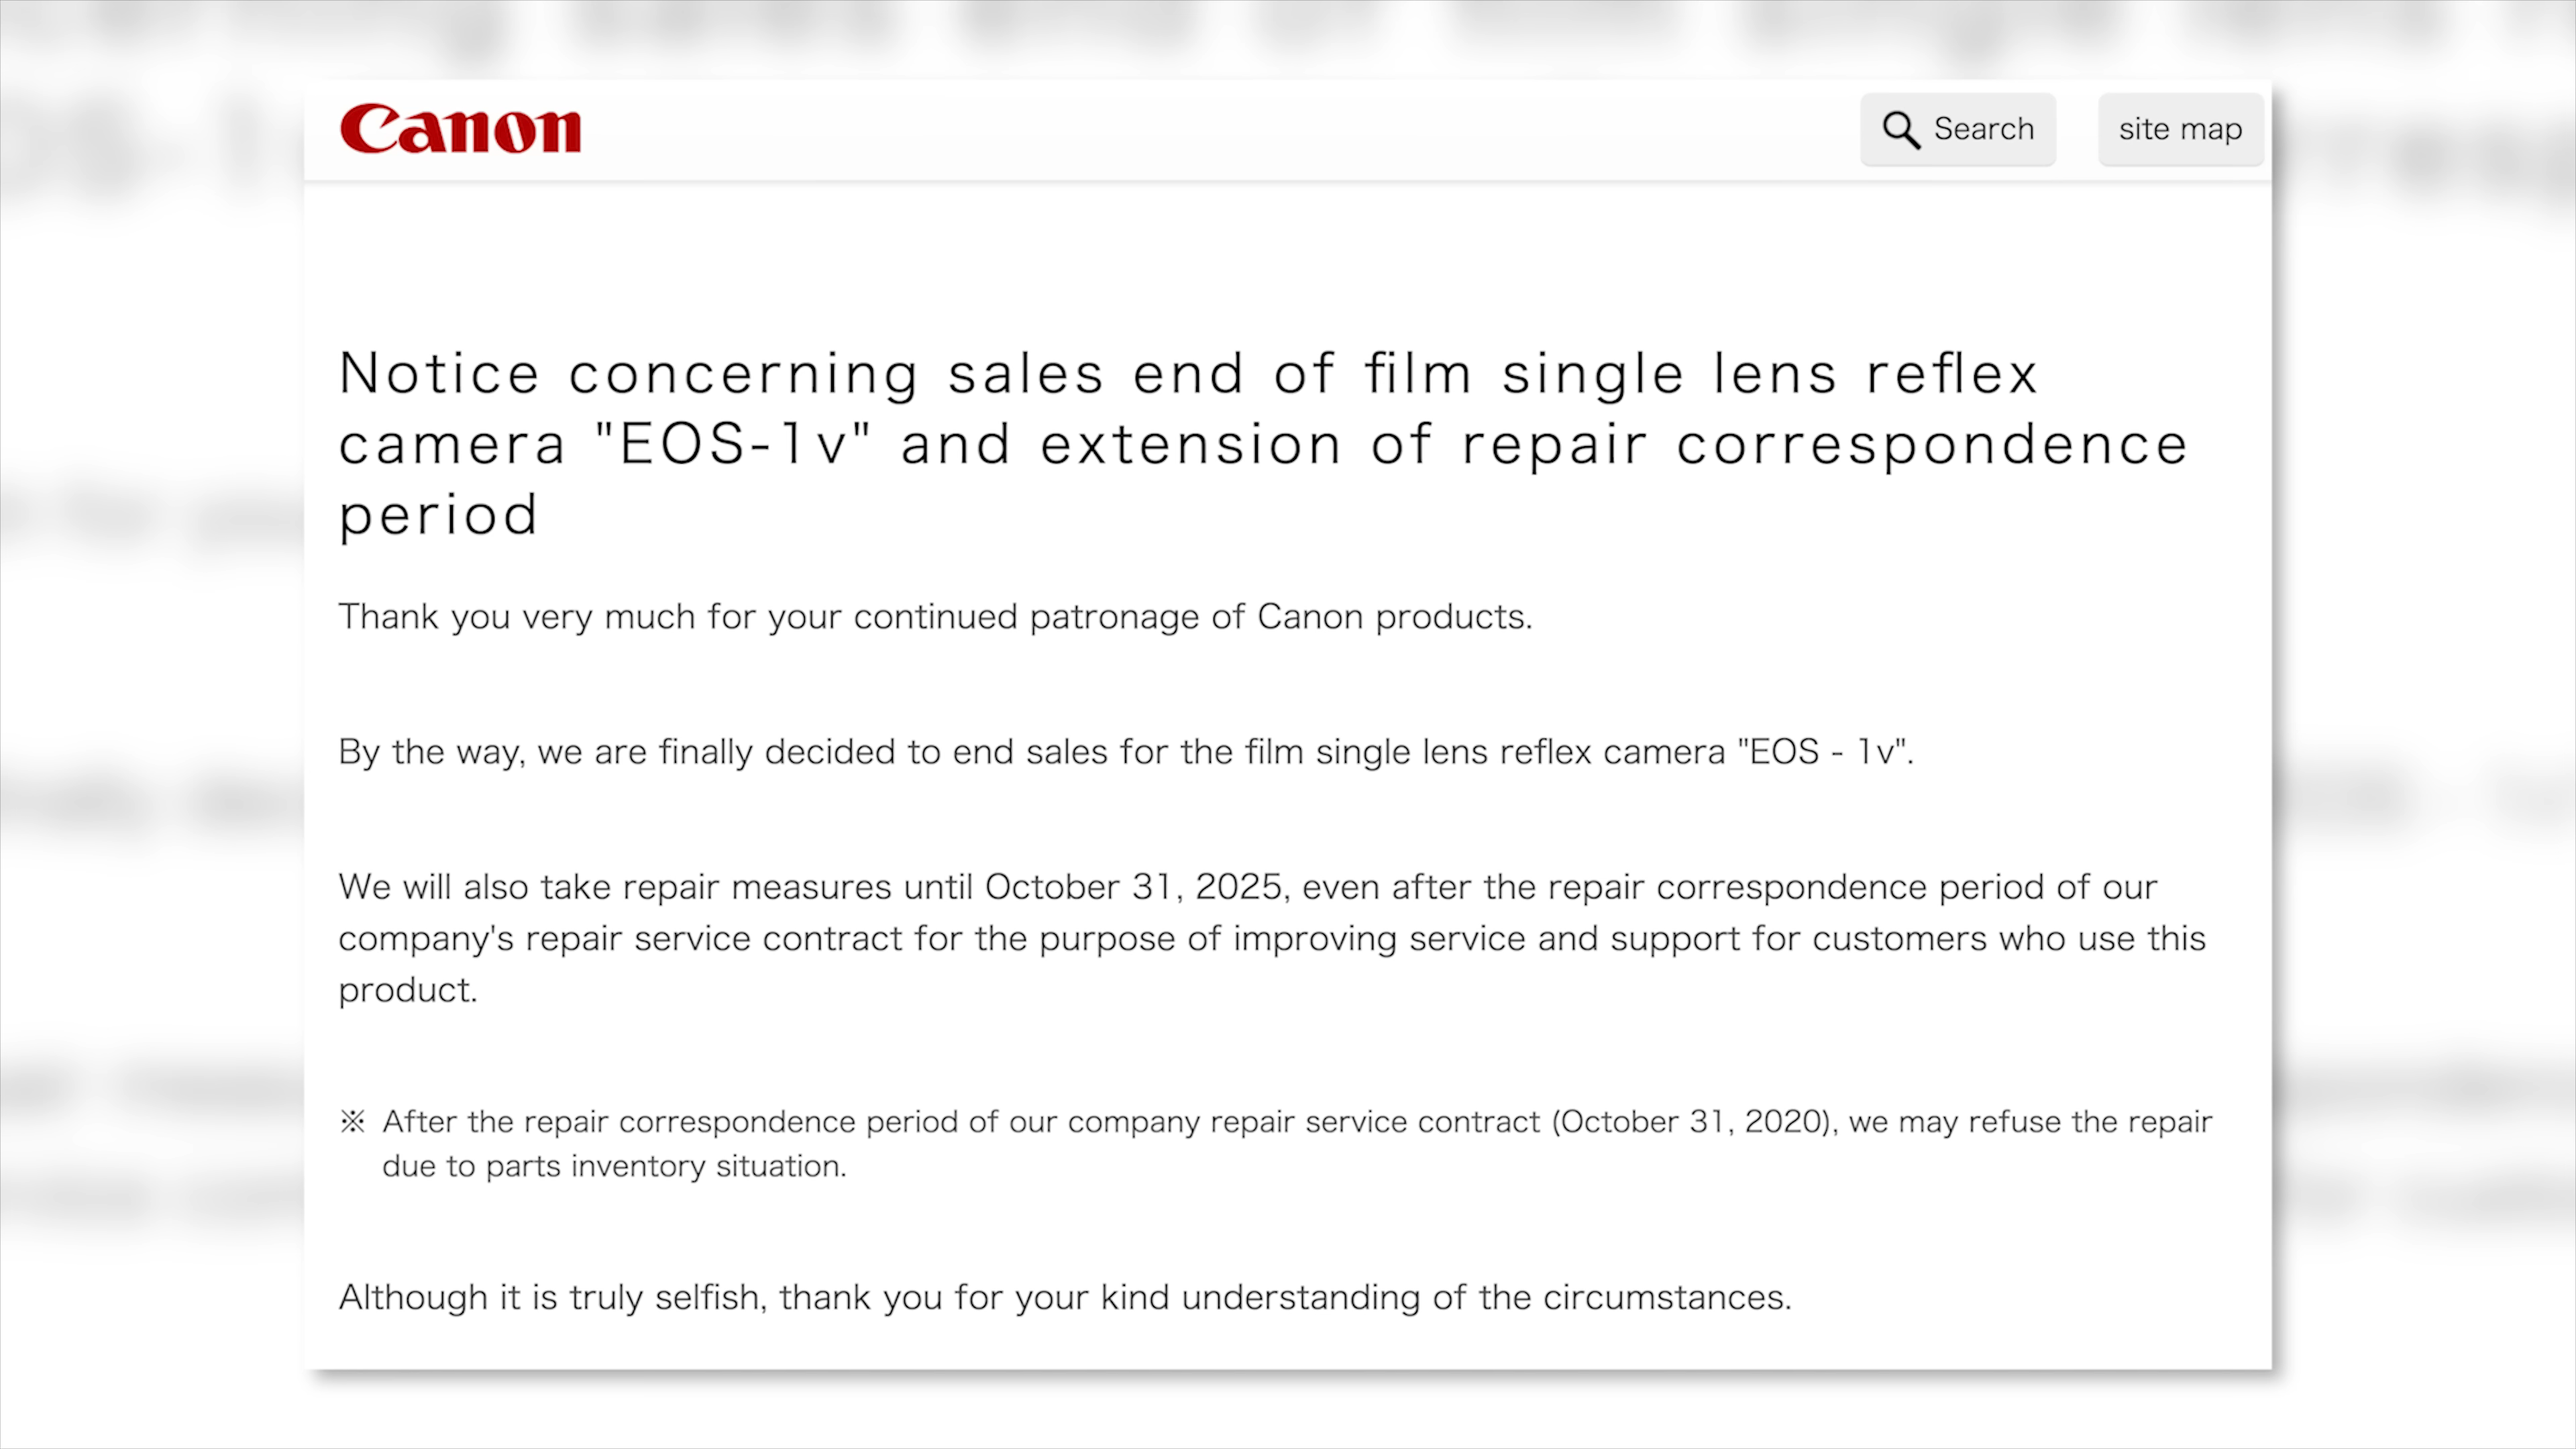 Canon
Search
site map
Notice concerning sales end of film single lens reflex
camera "EOS-1v" and extension of repair correspondence
period
Thank you very much for your continued patronage of Canon products.
By the way, we are finally decided to end sales for the film single lens reflex camera "EOS - 1v".
We will also take repair measures until October 31, 2025, even after the repair correspondence period of our
company's repair service contract for the purpose of improving service and support for customers who use this
product.
※ After the repair correspondence period of our company repair service contract (October 31, 2020), we may refuse the repair
due to parts inventory situation.
Although it is truly selfish, thank you for your kind understanding of the circumstances.